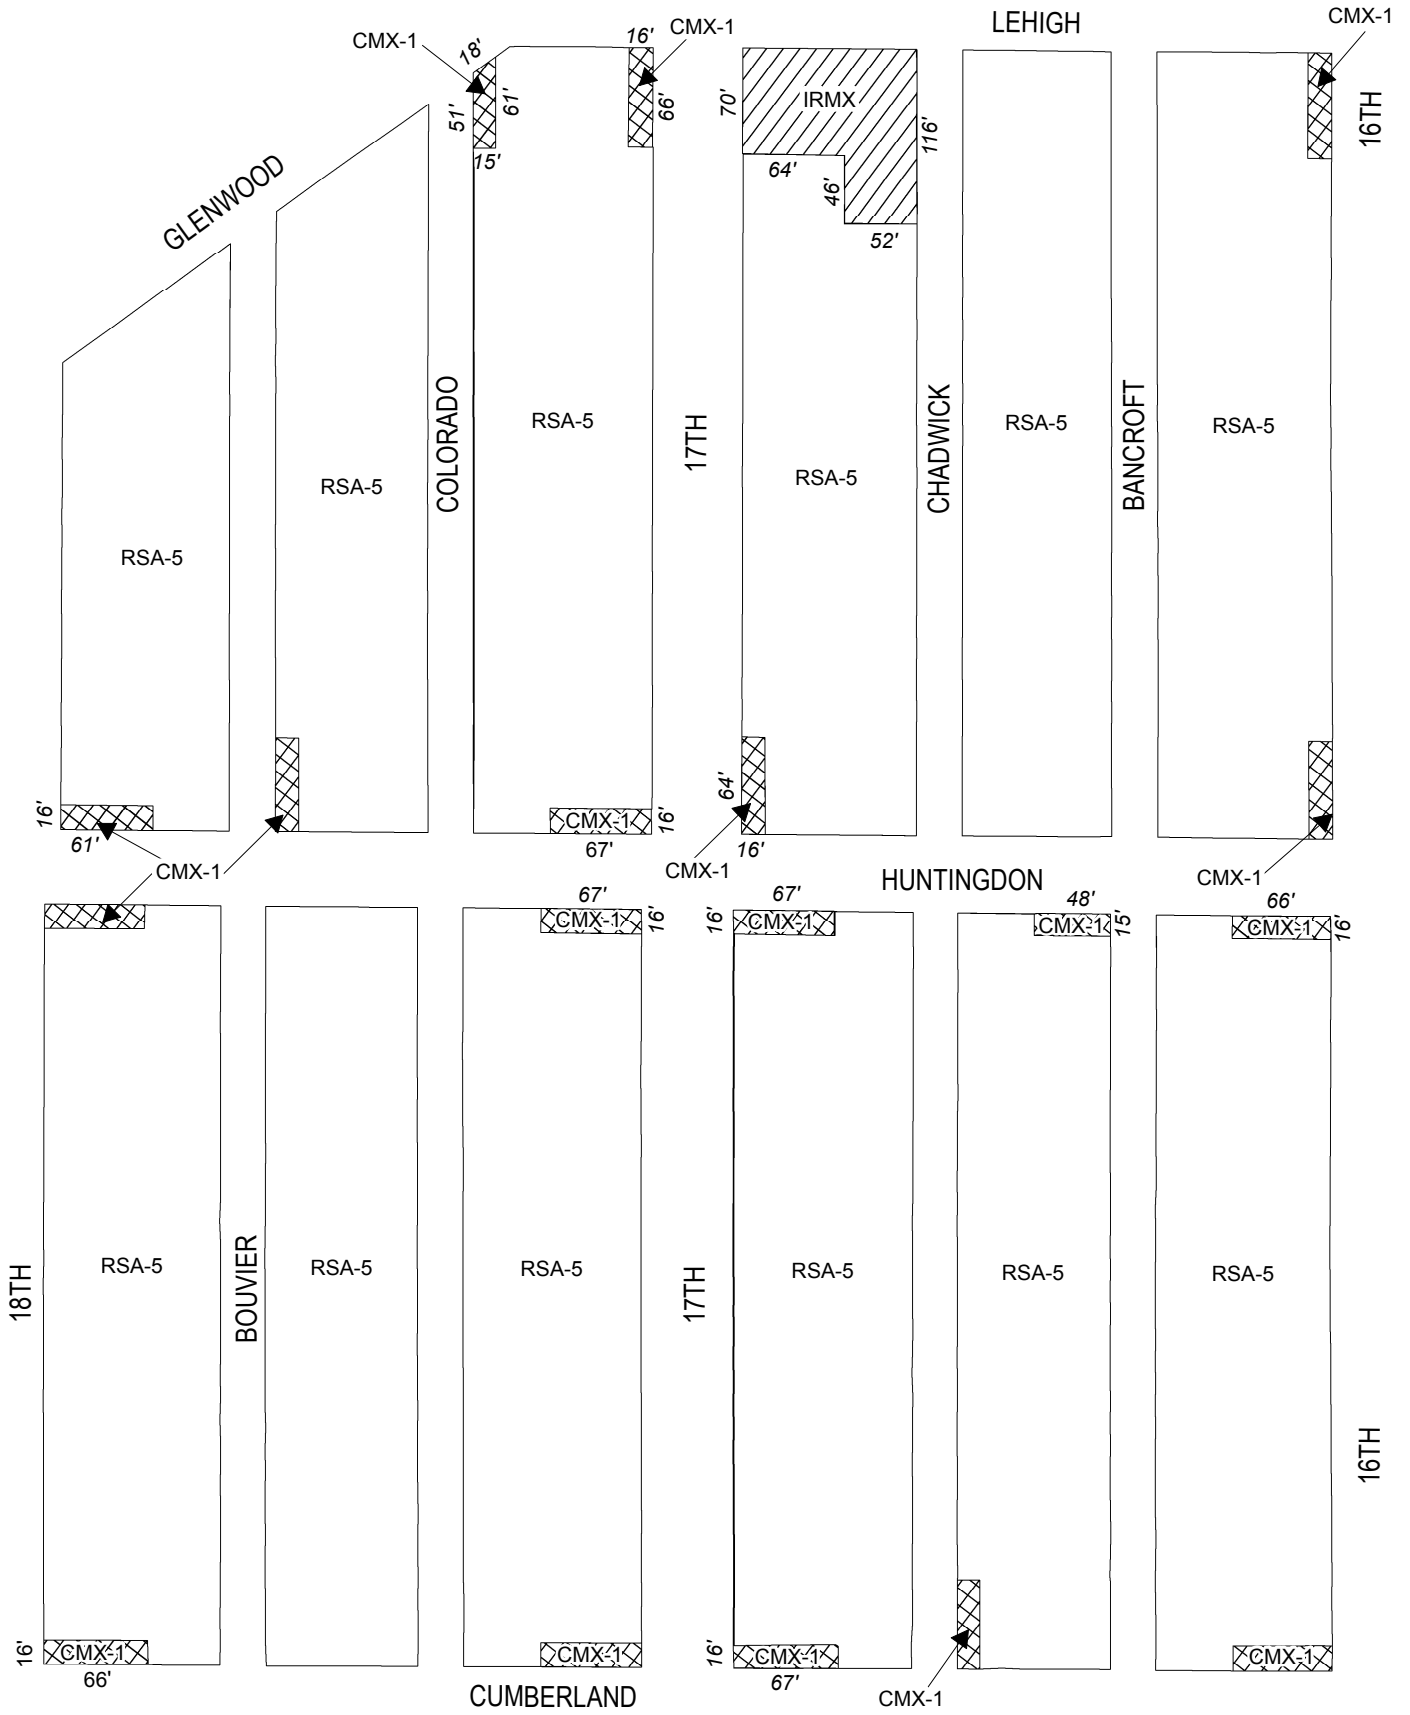 CMX-1
18'
16'
CMX-1
LEHIGH
CMX-1
51'
61'
66'
15'
70'
IRMX
116'
64'
46'
52'
16TH
GLENWOOD
COLORADO
RSA-5
17TH
CHADWICK
RSA-5
BANCROFT
RSA-5
RSA-5
RSA-5
RSA-5
16'
61'
CMX-1
CMX-1
16'
67'
64'
16'
CMX-1
CMX-1
HUNTINGDON
67'
CMX-1
16'
16'
67'
CMX-1
48'
CMX-1
15'
66'
CMX-1
16'
18TH
RSA-5
BOUVIER
RSA-5
RSA-5
17TH
RSA-5
RSA-5
RSA-5
16TH
16'
CMX-1
66'
CMX-1
16'
CMX-1
67'
CMX-1
CMX-1
CUMBERLAND